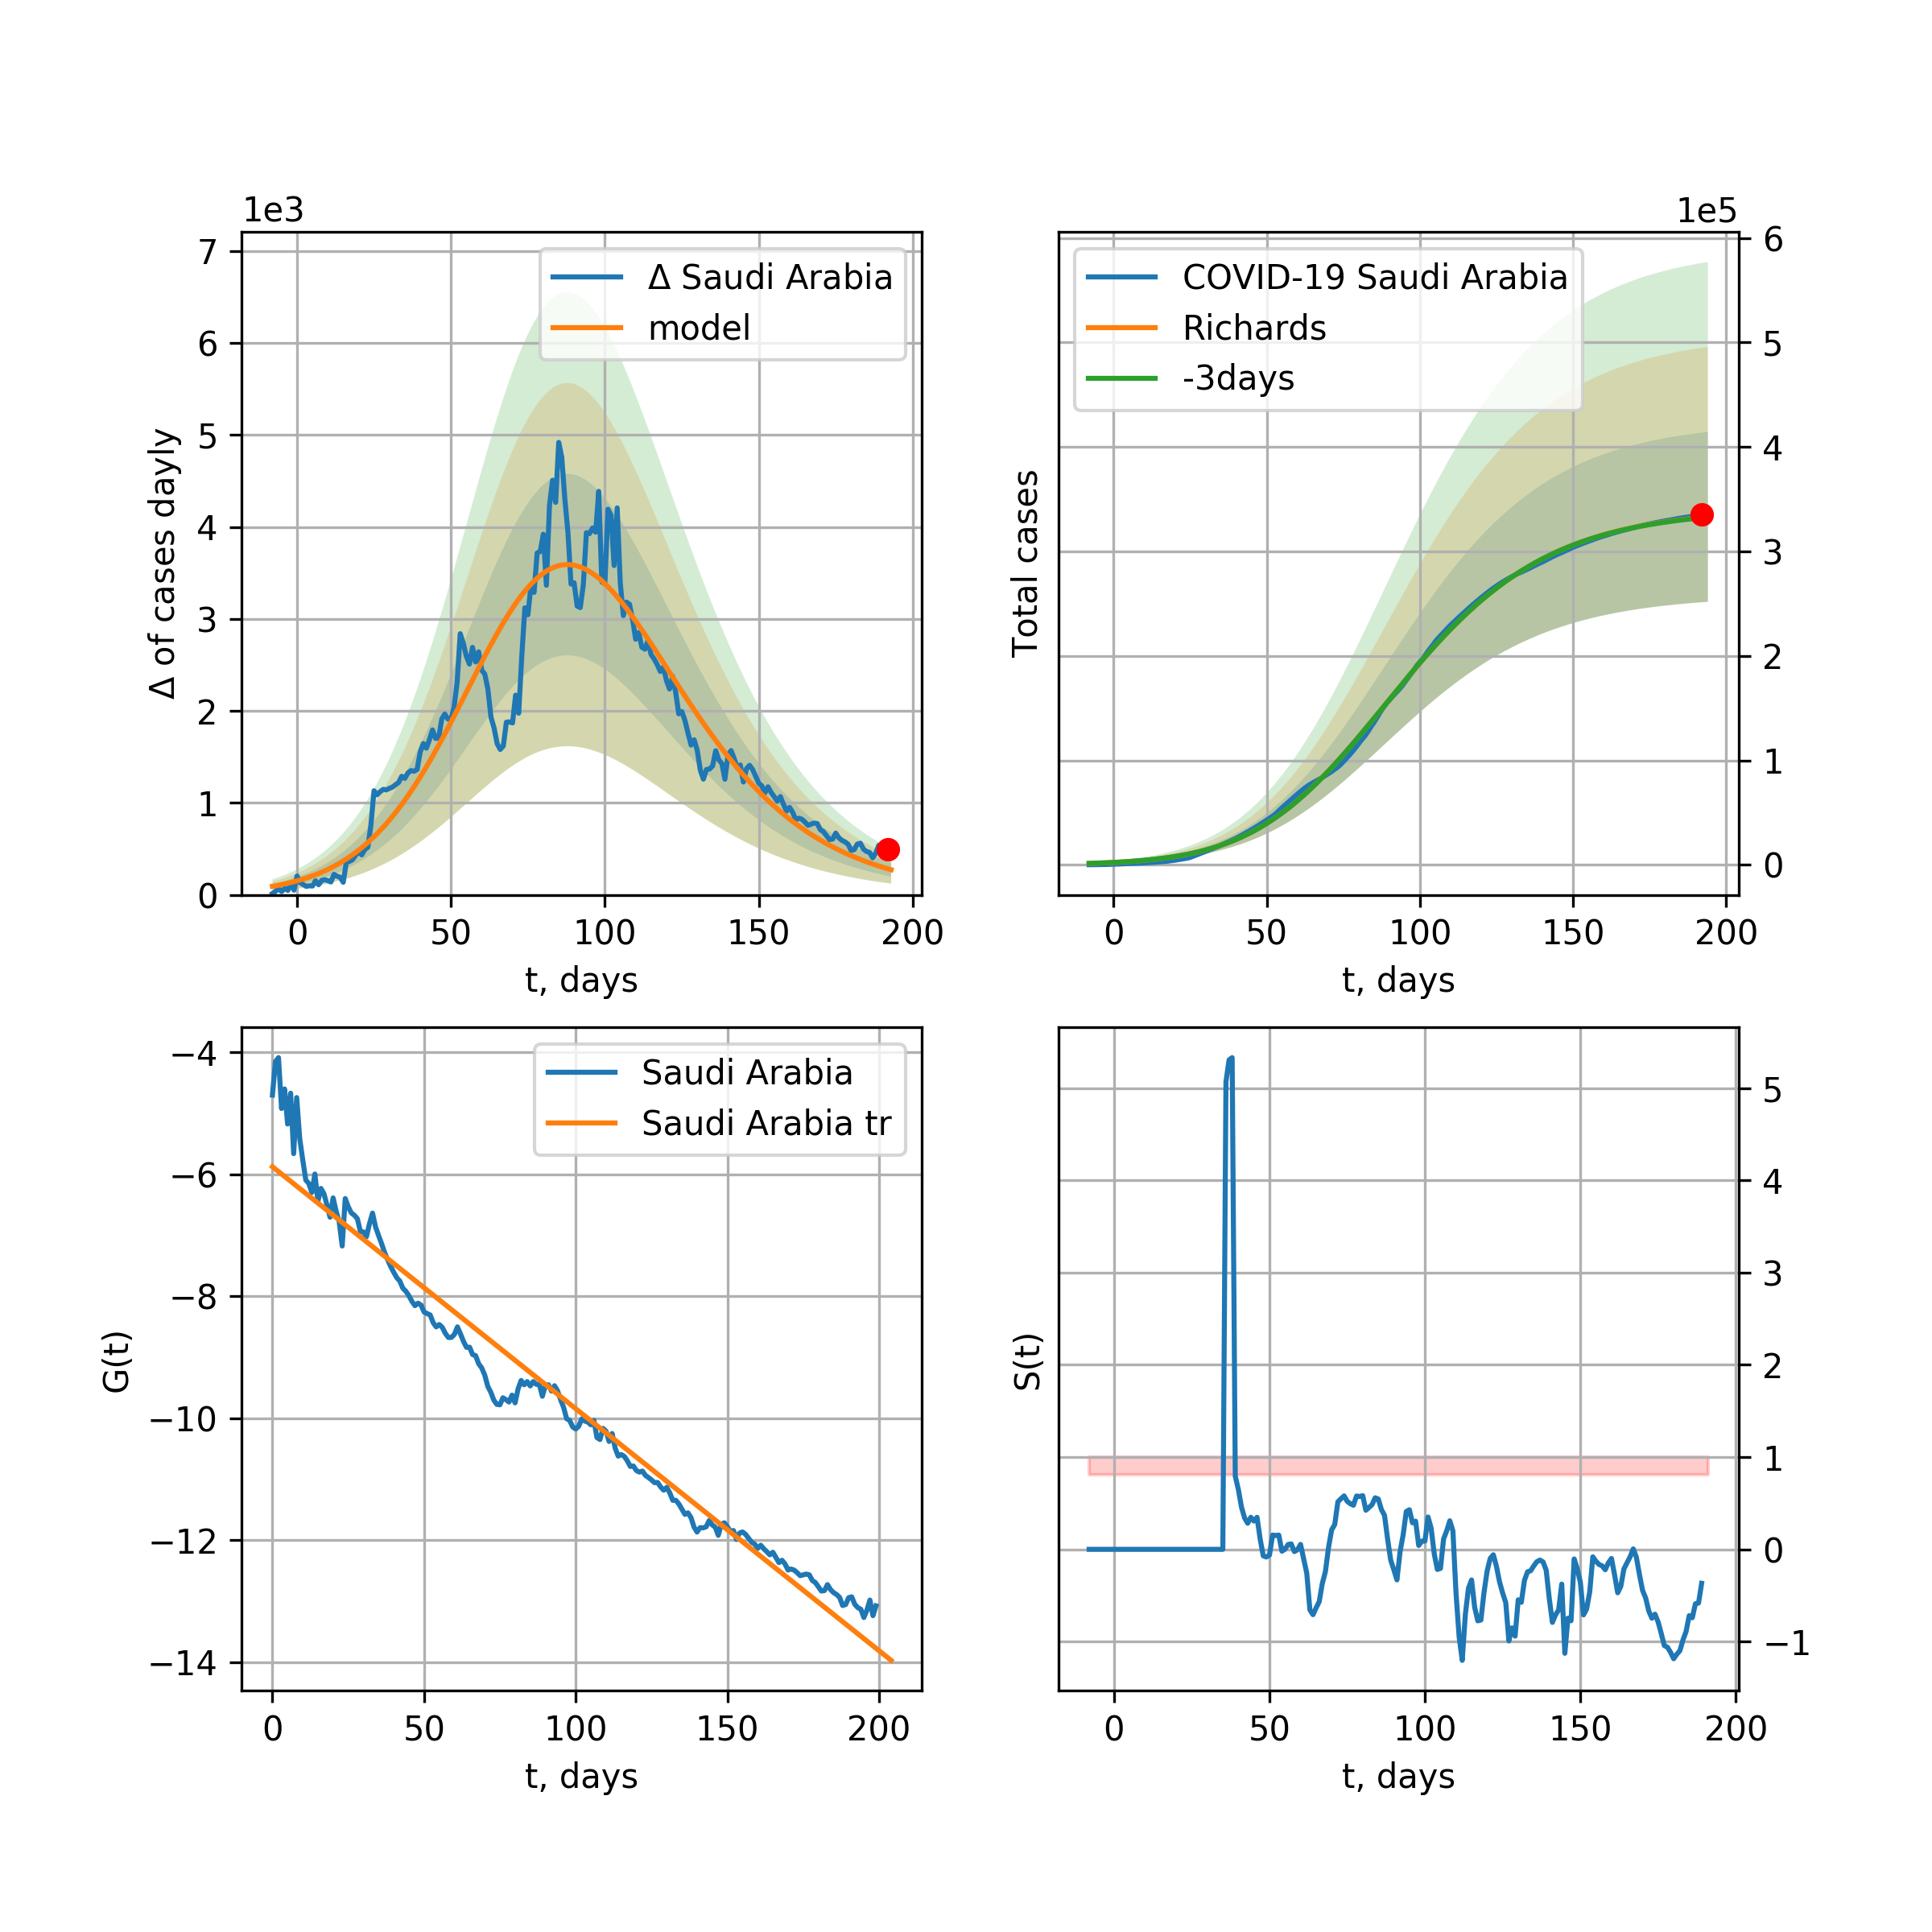 1e3
7
6
5
4
3
2
1
0
Δ of cases dayly
Δ Saudi Arabia
model
0 50 100 150 200
t, days
1e5
6
5
4
3
2
1
0
Total cases
COVID-19 Saudi Arabia
Richards
-3days
0 50 100 150 200
t, days
−4
−6
−8
−10
−12
−14
G(t)
Saudi Arabia
Saudi Arabia tr
0 50 100 150 200
t, days
5
4
3
2
1
0
−1
S(t)
0 50 100 150 200
t, days